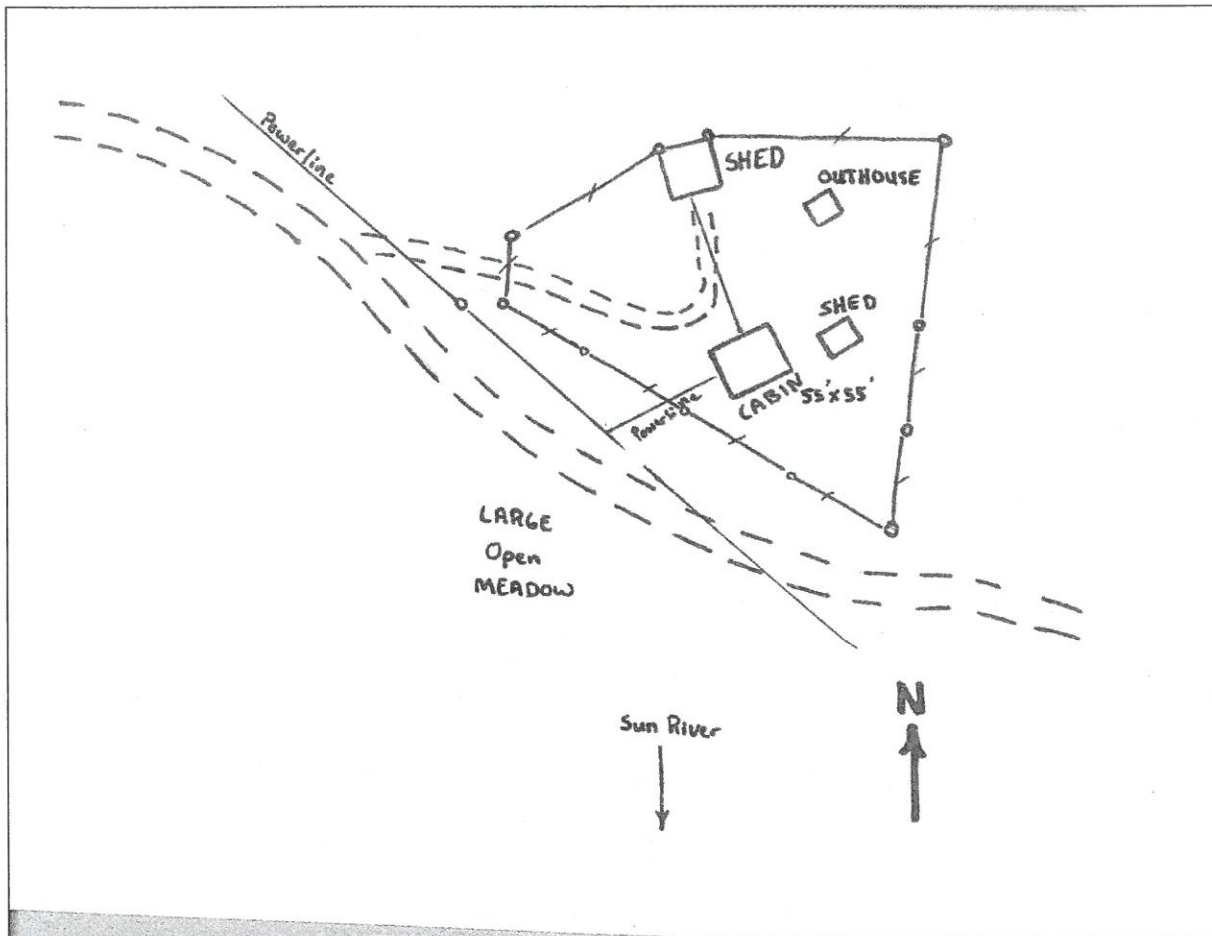 Powerline
SHED
OUTHOUSE
SHED
CABIN 55'x55'
Powerline
LARGE
Open
MEADOW
Sun River
N